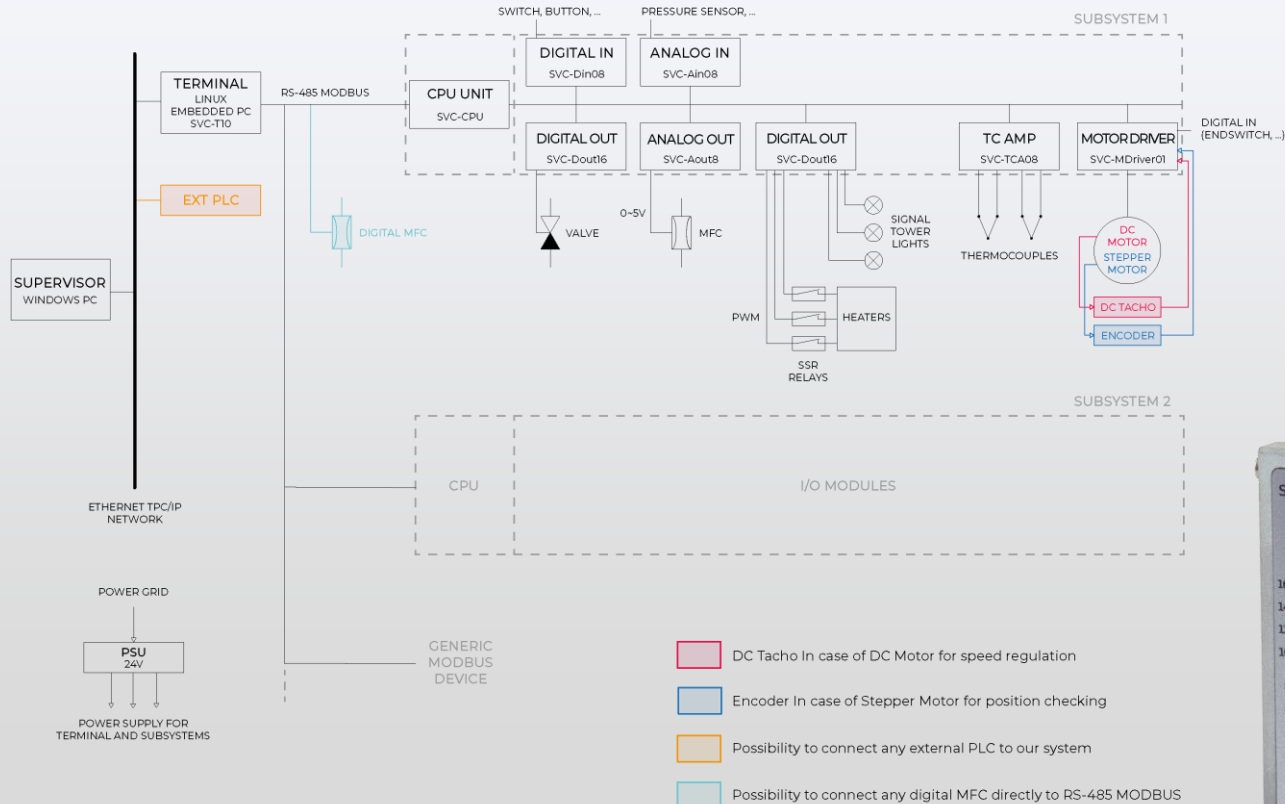 SWITCH, BUTTON, ...
PRESSURE SENSOR, ...
SUBSYSTEM 1
DIGITAL IN
SVC-Din08
ANALOG IN
SVC-Ain08
TERMINAL
LINUX
EMBEDDED PC
SVC-T10
RS-485 MODBUS
CPU UNIT
SVC-CPU
DIGITAL OUT
SVC-Dout16
ANALOG OUT
SVC-Aout8
DIGITAL OUT
SVC-Dout16
TC AMP
SVC-TCA08
MOTOR DRIVER
SVC-MDriver01
DIGITAL IN
(ENDSWITCH, ...)
EXT PLC
DIGITAL MFC
VALVE
0~5V
MFC
SIGNAL
TOWER
LIGHTS
THERMOCOUPLES
DC
MOTOR
STEPPER
MOTOR
SUPERVISOR
WINDOWS PC
PWM
HEATERS
SSR
RELAYS
DC TACHO
ENCODER
SUBSYSTEM 2
CPU
I/O MODULES
ETHERNET TPC/IP
NETWORK
POWER GRID
PSU
24V
POWER SUPPLY FOR
TERMINAL AND SUBSYSTEMS
GENERIC
MODBUS
DEVICE
DC Tacho In case of DC Motor for speed regulation
Encoder In case of Stepper Motor for position checking
Possibility to connect any external PLC to our system
Possibility to connect any digital MFC directly to RS-485 MODBUS